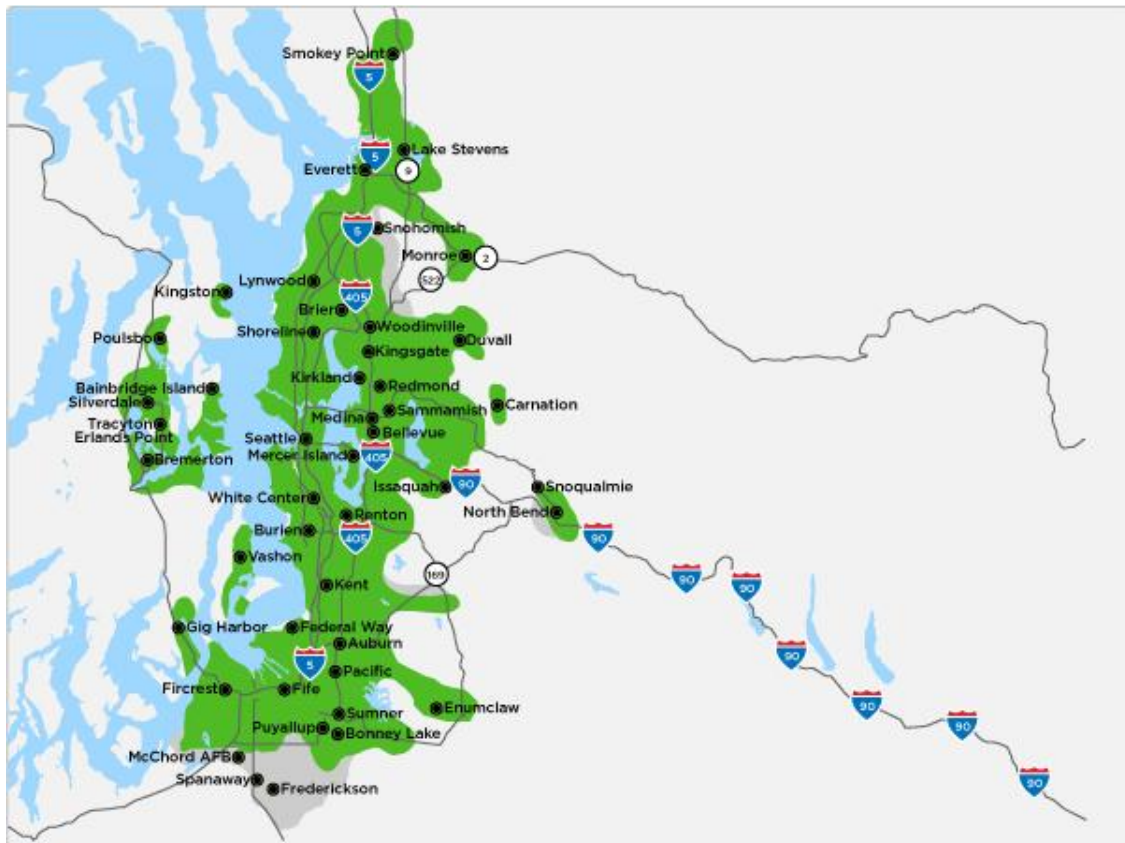 Smokey Point
5
5
Lake Stevens
Everett
9
5
Snohomish
Monroe
2
522
Lynwood
Kingston
405
Brier
Woodinville
Shoreline
Poulsbo
Duvall
Kingsgate
Kirkland
Redmond
Bainbridge Island
Silverdale
Sammamish
Carnation
Medina
Tracyton
Erlands Point
Bellevue
Seattle
Mercer Island
405
Bremerton
Issaquah
90
Snoqualmie
White Center
North Bend
Renton
Burien
405
90
Vashon
169
90
90
Kent
Gig Harbor
Federal Way
Auburn
5
90
Pacific
Fircrest
Fife
90
Enumclaw
Sumner
90
Puyallup
Bonney Lake
McChord AFB
Spanaway
90
Frederickson